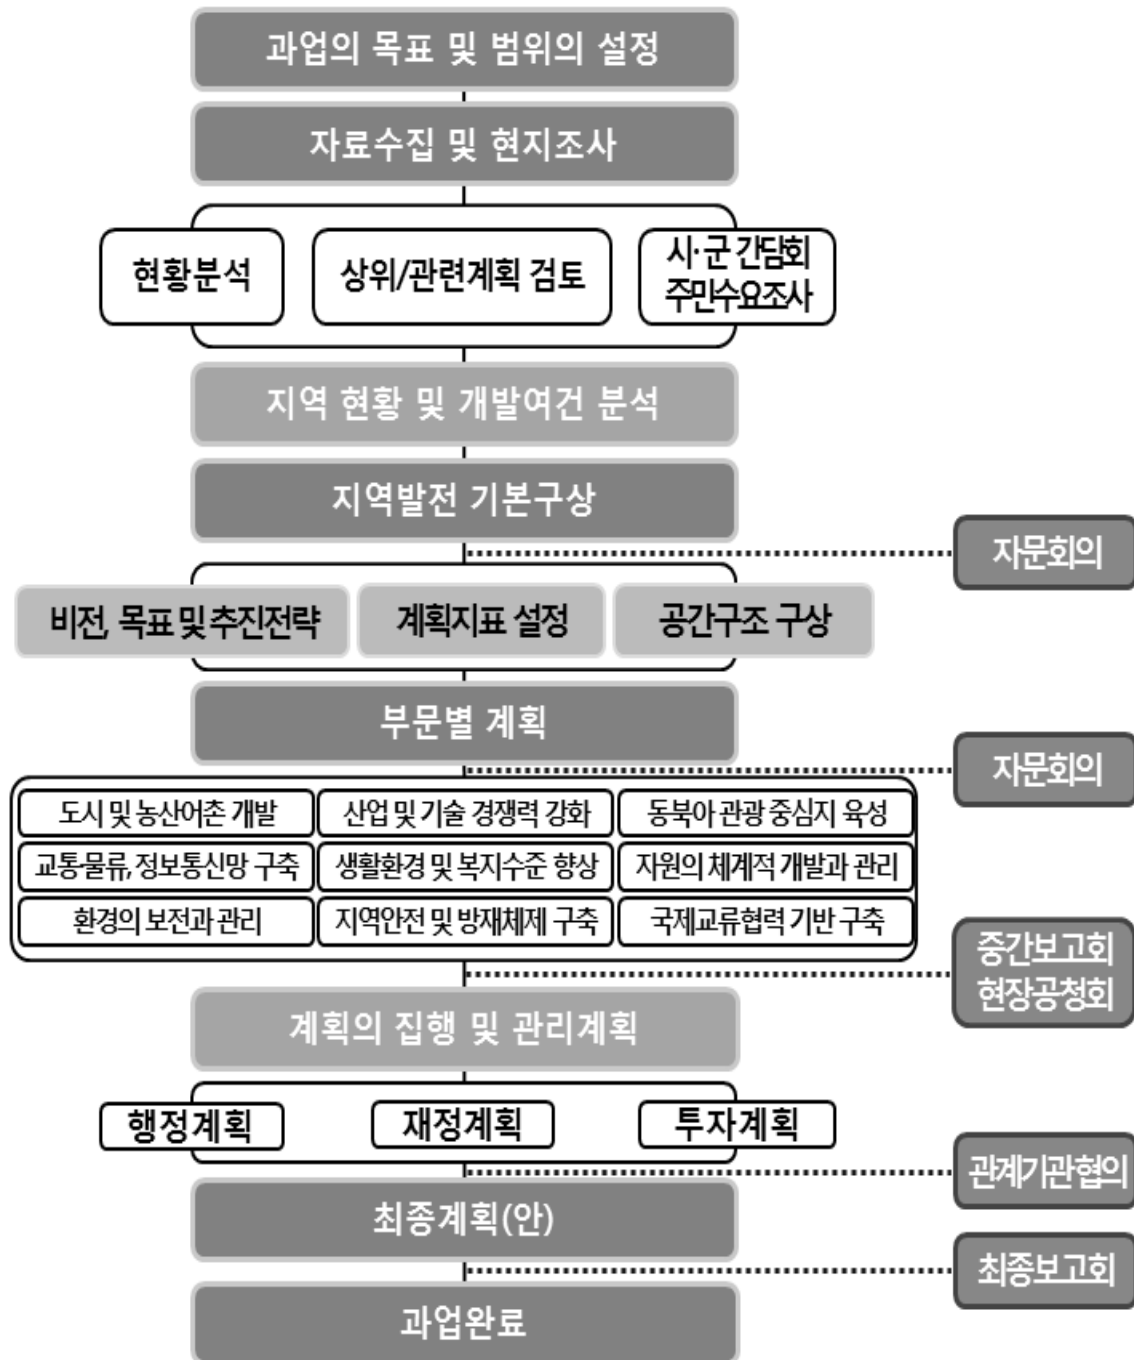 과업의 목표 및 범위의 설정
자료수집 및 현지조사
현황분석
상위/관련계획 검토
시·군 간담회
주민수요조사
지역 현황 및 개발여건 분석
지역발전 기본구상
자문회의
비전, 목표 및 추진전략
계획지표 설정
공간구조 구상
부문별 계획
자문회의
도시 및 농산어촌 개발
산업 및 기술 경쟁력 강화
동북아 관광 중심지 육성
교통·물류, 정보통신망 구축
생활환경 및 복지수준 향상
자원의 체계적 개발과 관리
환경의 보전과 관리
지역안전 및 방재체제 구축
국제교류협력 기반 구축
중간보고회
현장공청회
계획의 집행 및 관리계획
행정계획
재정계획
투자계획
관계기관협의
최종계획(안)
최종보고회
과업완료